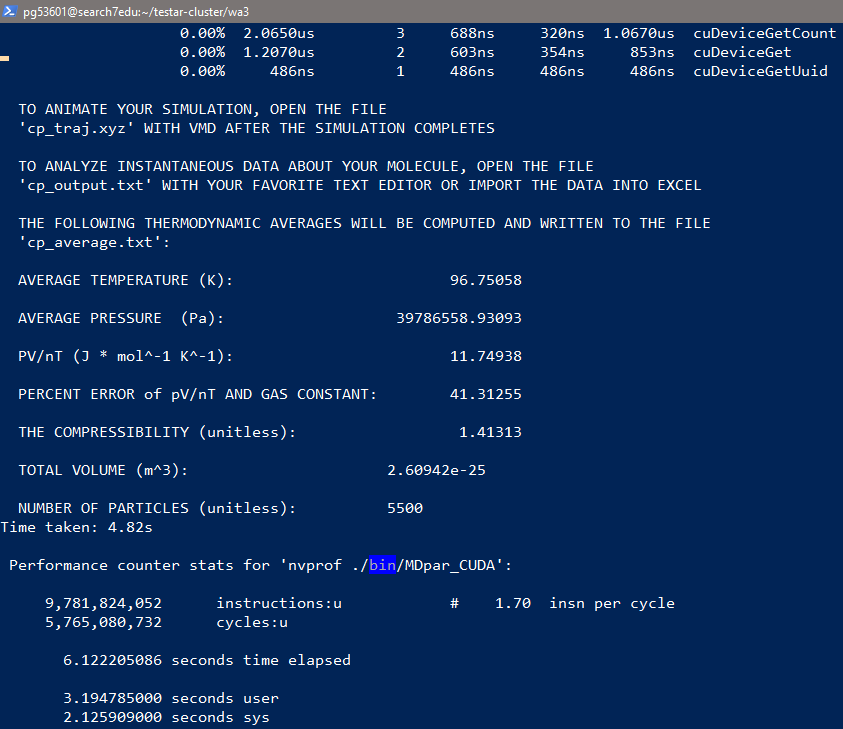 pg53601@search7edu:~/testar-cluster/wa3
0.00% 2.0650us 3 688ns 320ns 1.0670us cuDeviceGetCount
0.00% 1.2070us 2 603ns 354ns 853ns cuDeviceGet
0.00% 486ns 1 486ns 486ns 486ns cuDeviceGetUuid
TO ANIMATE YOUR SIMULATION, OPEN THE FILE
'cp_traj.xyz' WITH VMD AFTER THE SIMULATION COMPLETES
TO ANALYZE INSTANTANEOUS DATA ABOUT YOUR MOLECULE, OPEN THE FILE
'cp_output.txt' WITH YOUR FAVORITE TEXT EDITOR OR IMPORT THE DATA INTO EXCEL
THE FOLLOWING THERMODYNAMIC AVERAGES WILL BE COMPUTED AND WRITTEN TO THE FILE
'cp_average.txt':
AVERAGE TEMPERATURE (K): 96.75058
AVERAGE PRESSURE (Pa): 39786558.93093
PV/nT (J * mol^-1 K^-1): 11.74938
PERCENT ERROR of pV/nT AND GAS CONSTANT: 41.31255
THE COMPRESSIBILITY (unitless): 1.41313
TOTAL VOLUME (m^3): 2.60942e-25
NUMBER OF PARTICLES (unitless): 5500
Time taken: 4.82s
Performance counter stats for 'nvprof ./bin/MDpar_CUDA':
9,781,824,052 instructions:u # 1.70 insn per cycle
5,765,080,732 cycles:u
6.122205086 seconds time elapsed
3.194785000 seconds user
2.125909000 seconds sys